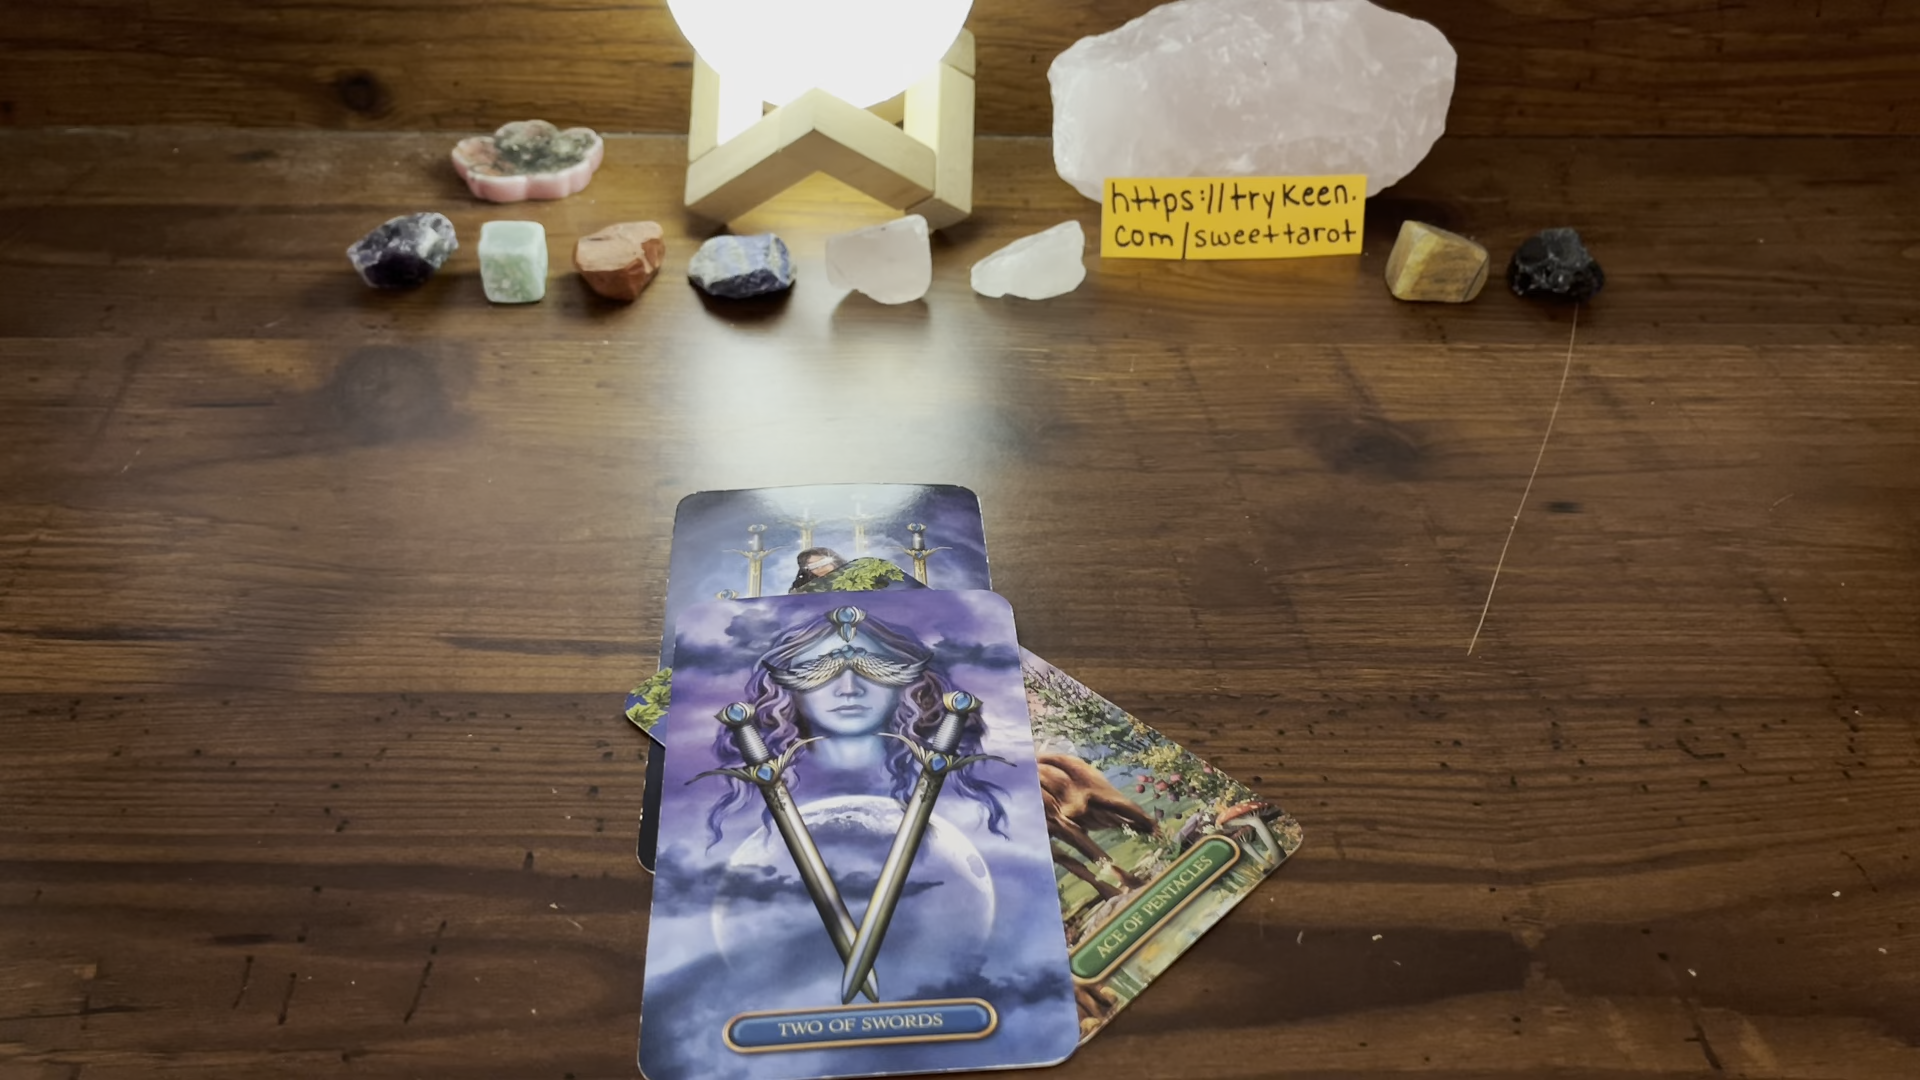 https://trykeen.
com/sweettarot
ACE OF PENTACLES
TWO OF SWORDS